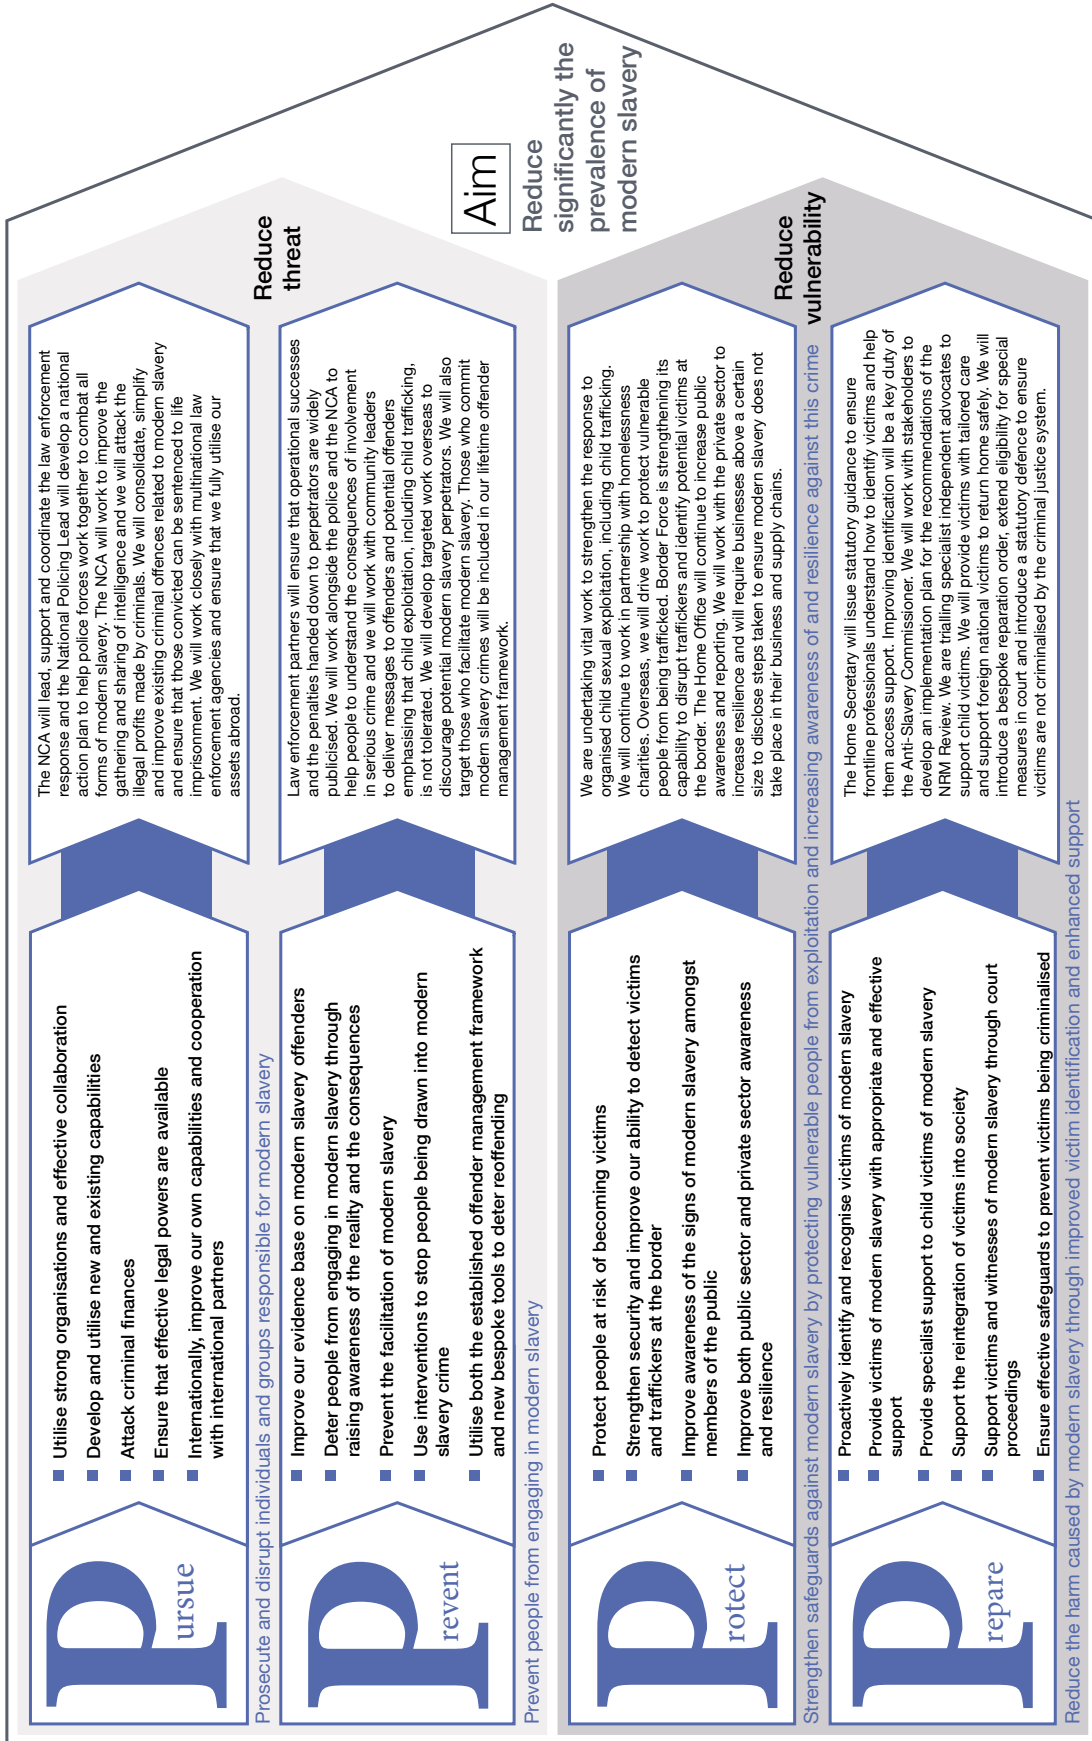 Pursue
Utilise strong organisations and effective collaboration
Develop and utilise new and existing capabilities
Attack criminal finances
Ensure that effective legal powers are available
Internationally, improve our own capabilities and cooperation
with international partners
The NCA will lead, support and coordinate the law enforcement
response and the National Policing Lead will develop a national
action plan to help police forces work together to combat all
forms of modern slavery. The NCA will work to improve the
gathering and sharing of intelligence and we will attack the
illegal profits made by criminals. We will consolidate, simplify
and improve existing criminal offences related to modern slavery
and ensure that those convicted can be sentenced to life
imprisonment. We will work closely with multinational law
enforcement agencies and ensure that we fully utilise our
assets abroad.
Prosecute and disrupt individuals and groups responsible for modern slavery
Reduce
threat
Prevent
Improve our evidence base on modern slavery offenders
Deter people from engaging in modern slavery through
raising awareness of the reality and the consequences
Prevent the facilitation of modern slavery
Use interventions to stop people being drawn into modern
slavery crime
Utilise both the established offender management framework
and new bespoke tools to deter reoffending
Law enforcement partners will ensure that operational successes
and the penalties handed down to perpetrators are widely
publicised. We will work alongside the police and the NCA to
help people to understand the consequences of involvement
in serious crime and we will work with community leaders
to deliver messages to offenders and potential offenders
emphasising that child exploitation, including child trafficking,
is not tolerated. We will develop targeted work overseas to
discourage potential modern slavery perpetrators. We will also
target those who facilitate modern slavery. Those who commit
modern slavery crimes will be included in our lifetime offender
management framework.
Prevent people from engaging in modern slavery
Aim
Reduce
significantly the
prevalence of
modern slavery
Protect
Protect people at risk of becoming victims
Strengthen security and improve our ability to detect victims
and traffickers at the border
Improve awareness of the signs of modern slavery amongst
members of the public
Improve both public sector and private sector awareness
and resilience
We are undertaking vital work to strengthen the response to
organised child sexual exploitation, including child trafficking.
We will continue to work in partnership with homelessness
charities. Overseas, we will drive work to protect vulnerable
people from being trafficked. Border Force is strengthening its
capability to disrupt traffickers and identify potential victims at
the border. The Home Office will continue to increase public
awareness and reporting. We will work with the private sector to
increase resilience and will require businesses above a certain
size to disclose steps taken to ensure modern slavery does not
take place in their business and supply chains.
Strengthen safeguards against modern slavery by protecting vulnerable people from exploitation and increasing awareness of and resilience against this crime
Reduce
vulnerability
Prepare
Proactively identify and recognise victims of modern slavery
Provide victims of modern slavery with appropriate and effective
support
Provide specialist support to child victims of modern slavery
Support the reintegration of victims into society
Support victims and witnesses of modern slavery through court
proceedings
Ensure effective safeguards to prevent victims being criminalised
The Home Secretary will issue statutory guidance to ensure
frontline professionals understand how to identify victims and help
them access support. Improving identification will be a key duty of
the Anti-Slavery Commissioner. We will work with stakeholders to
develop an implementation plan for the recommendations of the
NRM Review. We are trialling specialist independent advocates to
support child victims. We will provide victims with tailored care
and support foreign national victims to return home safely. We will
introduce a bespoke reparation order, extend eligibility for special
measures in court and introduce a statutory defence to ensure
victims are not criminalised by the criminal justice system.
Reduce the harm caused by modern slavery through improved victim identification and enhanced support